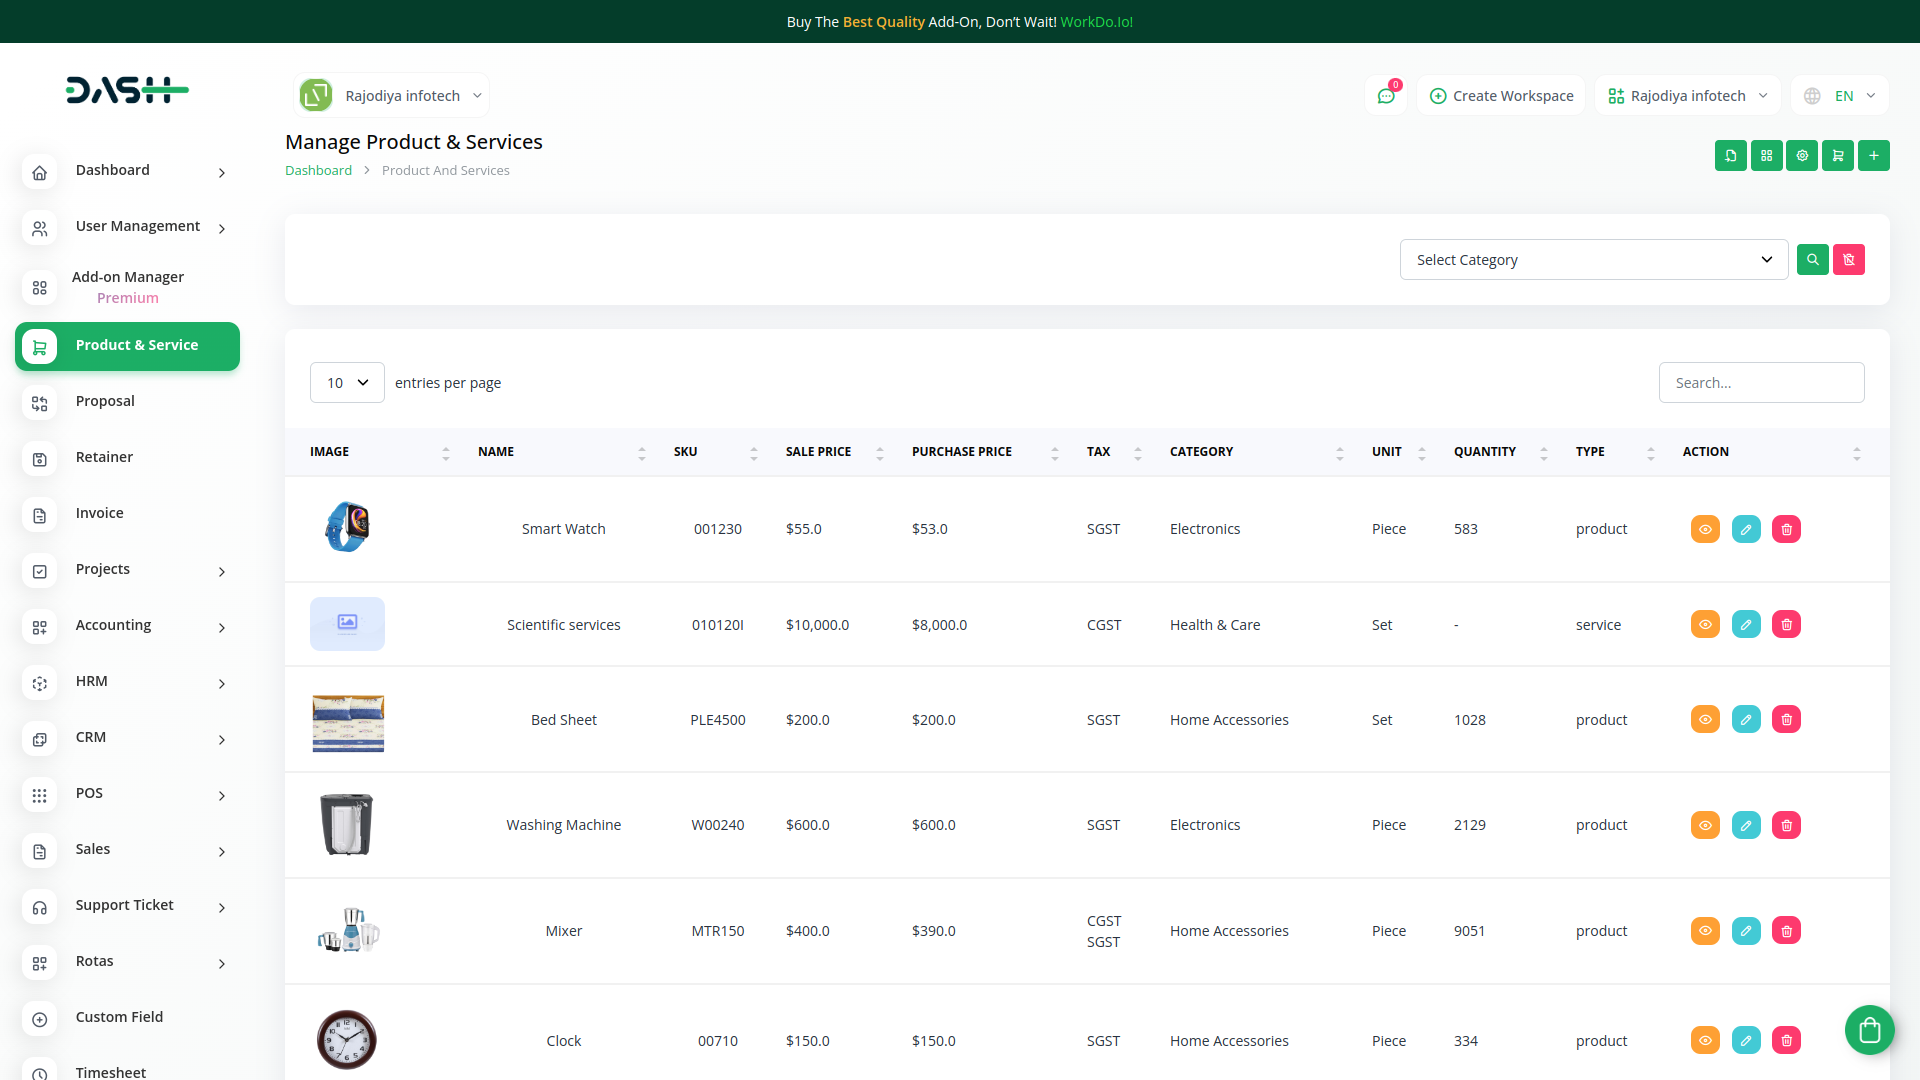 Buy The Best Quality Add-On, Don't Wait! WorkDo.Io!
DASH
Rajodiya infotech
0
Create Workspace
Rajodiya infotech
EN
Manage Product & Services
Dashboard > Product And Services
Dashboard
User Management
Add-on Manager
Premium
Product & Service
Proposal
Retainer
Invoice
Projects
Accounting
HRM
CRM
POS
Sales
Support Ticket
Rotas
Custom Field
Timesheet
Select Category
10 entries per page
Search...
IMAGE NAME SKU SALE PRICE PURCHASE PRICE TAX CATEGORY UNIT QUANTITY TYPE ACTION
Smart Watch 001230 $55.0 $53.0 SGST Electronics Piece 583 product
Scientific services 010120I $10,000.0 $8,000.0 CGST Health & Care Set - service
Bed Sheet PLE4500 $200.0 $200.0 SGST Home Accessories Set 1028 product
Washing Machine W00240 $600.0 $600.0 SGST Electronics Piece 2129 product
Mixer MTR150 $400.0 $390.0 CGST SGST Home Accessories Piece 9051 product
Clock 00710 $150.0 $150.0 SGST Home Accessories Piece 334 product